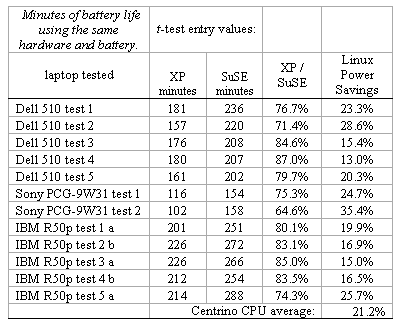 Minutes of battery life
using the same
hardware and battery.
t-test entry values:
laptop tested XP minutes SuSE minutes XP / SuSE Linux Power Savings
Dell 510 test 1 181 236 76.7% 23.3%
Dell 510 test 2 157 220 71.4% 28.6%
Dell 510 test 3 176 208 84.6% 15.4%
Dell 510 test 4 180 207 87.0% 13.0%
Dell 510 test 5 161 202 79.7% 20.3%
Sony PCG-9W31 test 1 116 154 75.3% 24.7%
Sony PCG-9W31 test 2 102 158 64.6% 35.4%
IBM R50p test 1 a 201 251 80.1% 19.9%
IBM R50p test 2 b 226 272 83.1% 16.9%
IBM R50p test 3 a 226 266 85.0% 15.0%
IBM R50p test 4 b 212 254 83.5% 16.5%
IBM R50p test 5 a 214 288 74.3% 25.7%
Centrino CPU average: 21.2%